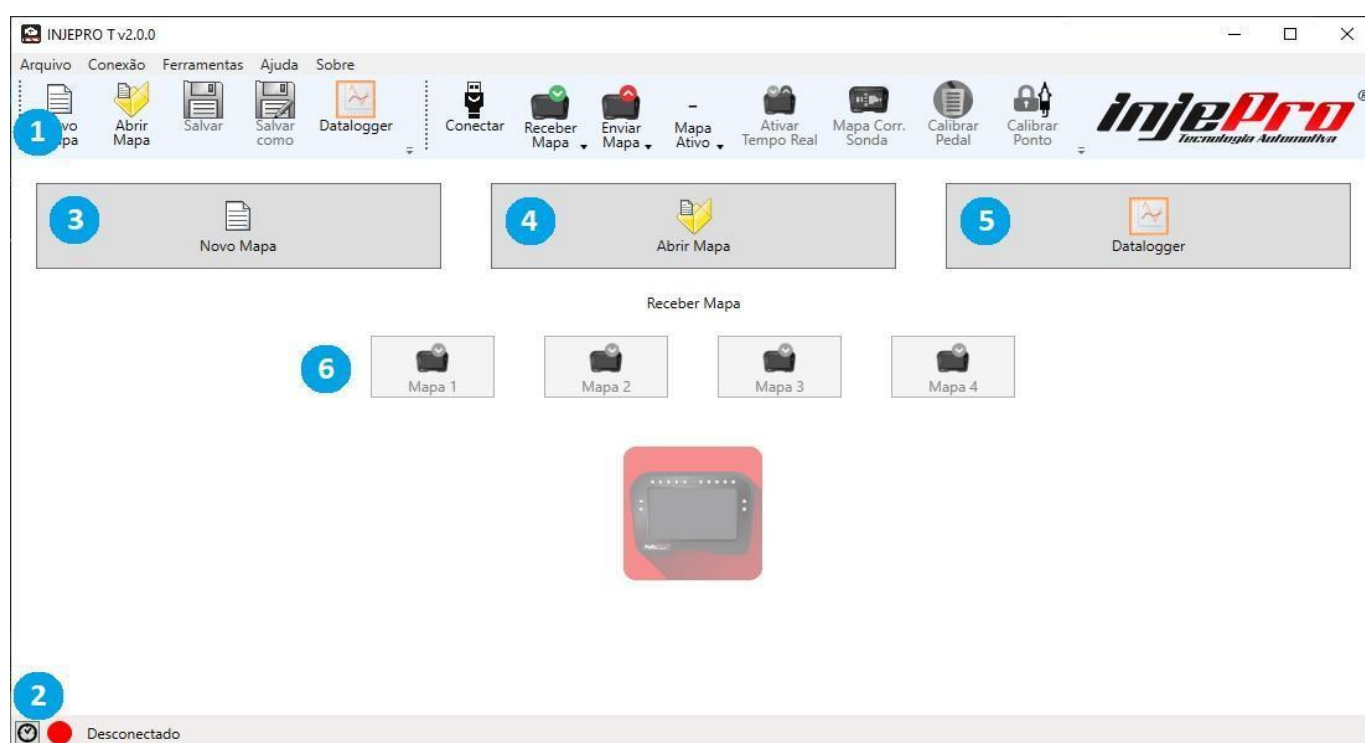 INJEPRO T v2.0.0
Arquivo Conexão Ferramentas Ajuda Sobre
1
Abrir Mapa
Salvar
Salvar como
Datalogger
Conectar
Receber Mapa
Enviar Mapa
- Mapa Ativo
Ativar Tempo Real
Mapa Corr. Sonda
Calibrar Pedal
Calibrar Ponto
injePro®
Tecnologia Automotiva
3
Novo Mapa
4
Abrir Mapa
5
Datalogger
Receber Mapa
6
Mapa 1
Mapa 2
Mapa 3
Mapa 4
2
Desconectado